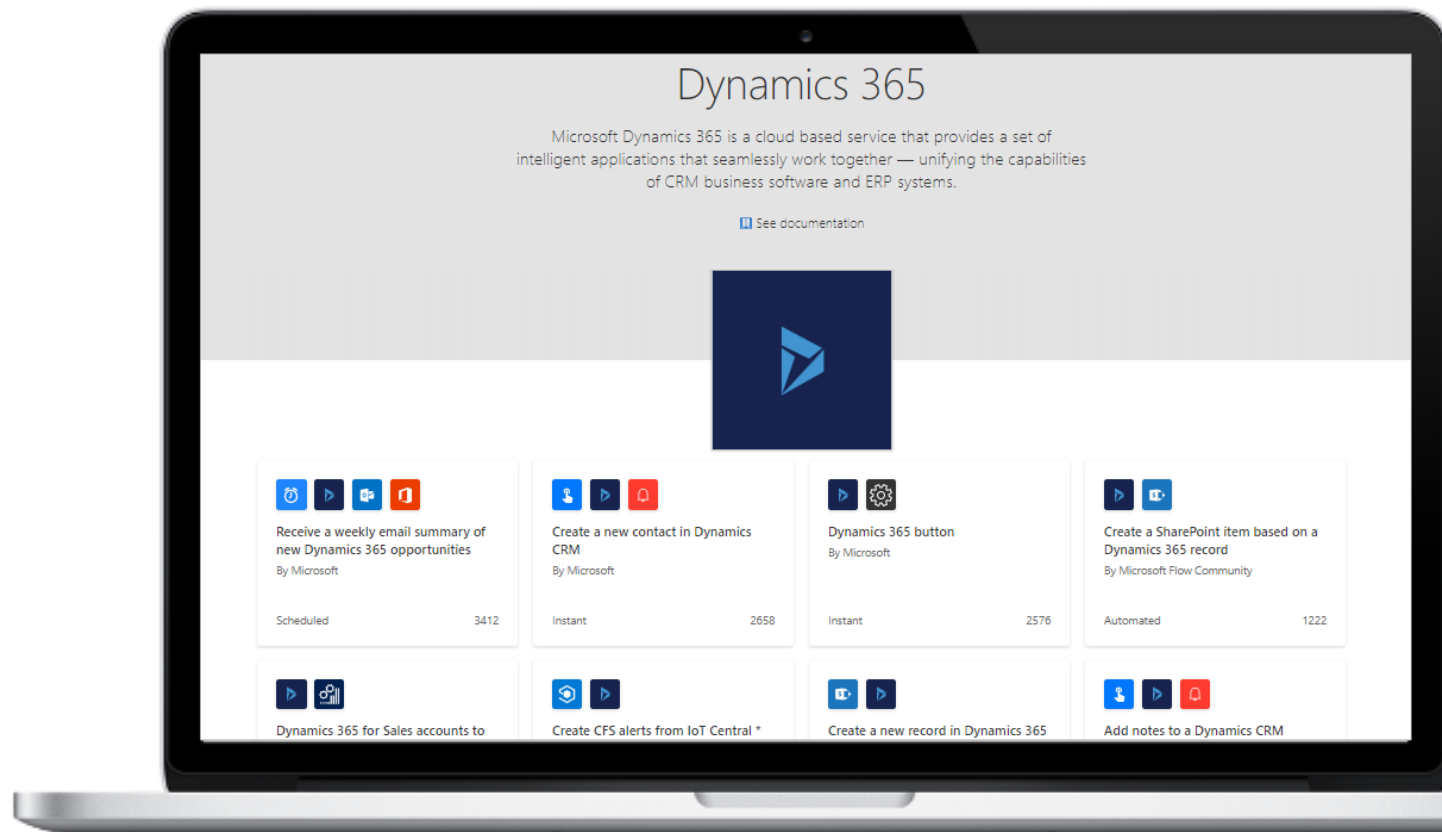 Dynamics 365
Microsoft Dynamics 365 is a cloud based service that provides a set of
intelligent applications that seamlessly work together — unifying the capabilities
of CRM business software and ERP systems.
See documentation
Receive a weekly email summary of
new Dynamics 365 opportunities
By Microsoft
Scheduled 3412
Create a new contact in Dynamics
CRM
By Microsoft
Instant 2658
Dynamics 365 button
By Microsoft
Instant 2576
Create a SharePoint item based on a
Dynamics 365 record
By Microsoft Flow Community
Automated 1222
Dynamics 365 for Sales accounts to
Create CFS alerts from IoT Central *
Create a new record in Dynamics 365
Add notes to a Dynamics CRM